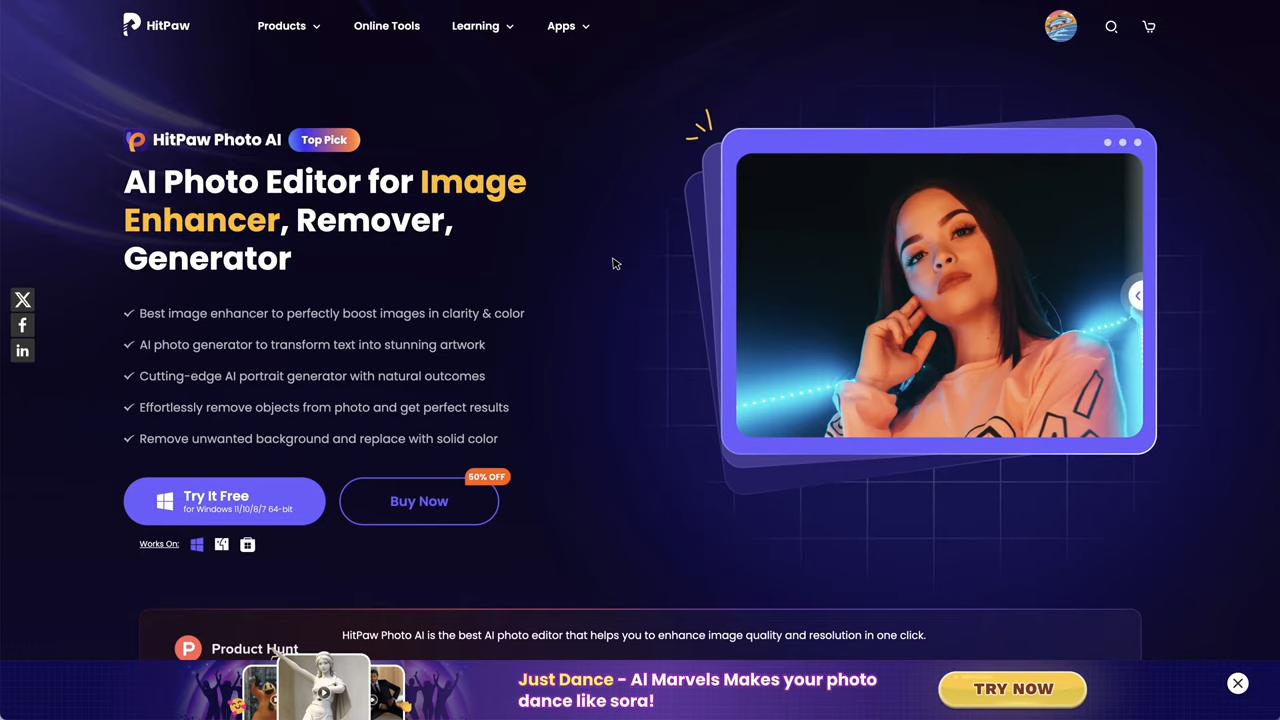 HitPaw
Products
Online Tools
Learning
Apps
HitPaw Photo AI
Top Pick
AI Photo Editor for Image
Enhancer, Remover,
Generator
Best image enhancer to perfectly boost images in clarity & color
AI photo generator to transform text into stunning artwork
Cutting-edge AI portrait generator with natural outcomes
Effortlessly remove objects from photo and get perfect results
Remove unwanted background and replace with solid color
Try It Free
for Windows 11/10/8/7 64-bit
50% OFF
Buy Now
Works On:
HitPaw Photo AI is the best AI photo editor that helps you to enhance image quality and resolution in one click.
Product Hunt
Just Dance - AI Marvels Makes your photo
dance like sora!
TRY NOW